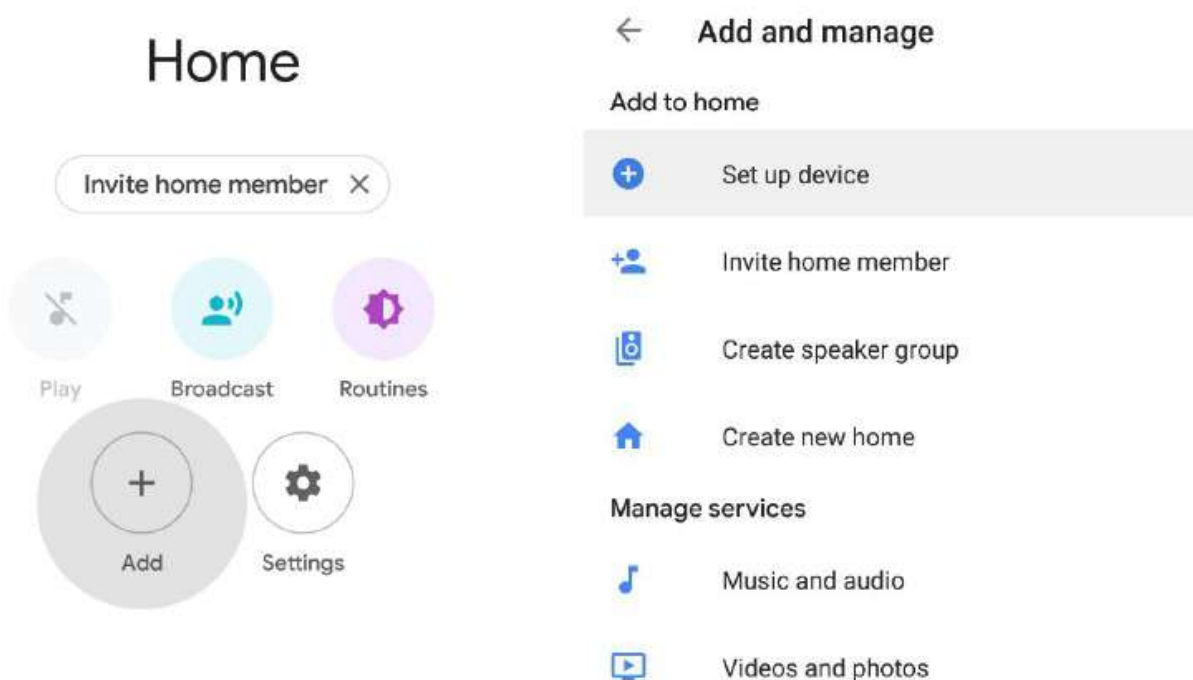 Home
Invite home member
Play
Broadcast
Routines
Add
Settings
Add and manage
Add to home
Set up device
Invite home member
Create speaker group
Create new home
Manage services
Music and audio
Videos and photos